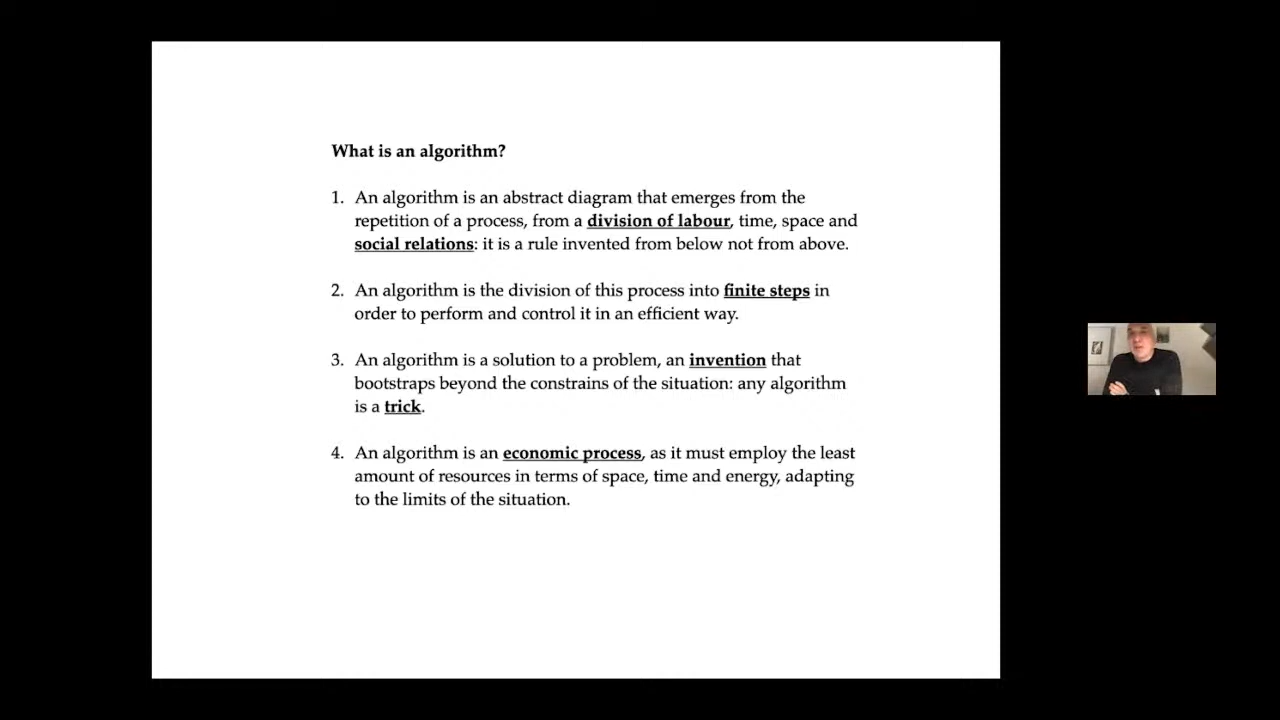 What is an algorithm?
1. An algorithm is an abstract diagram that emerges from the
repetition of a process, from a division of labour, time, space and
social relations: it is a rule invented from below not from above.
2. An algorithm is the division of this process into finite steps in
order to perform and control it in an efficient way.
3. An algorithm is a solution to a problem, an invention that
bootstraps beyond the constrains of the situation: any algorithm
is a trick.
4. An algorithm is an economic process, as it must employ the least
amount of resources in terms of space, time and energy, adapting
to the limits of the situation.